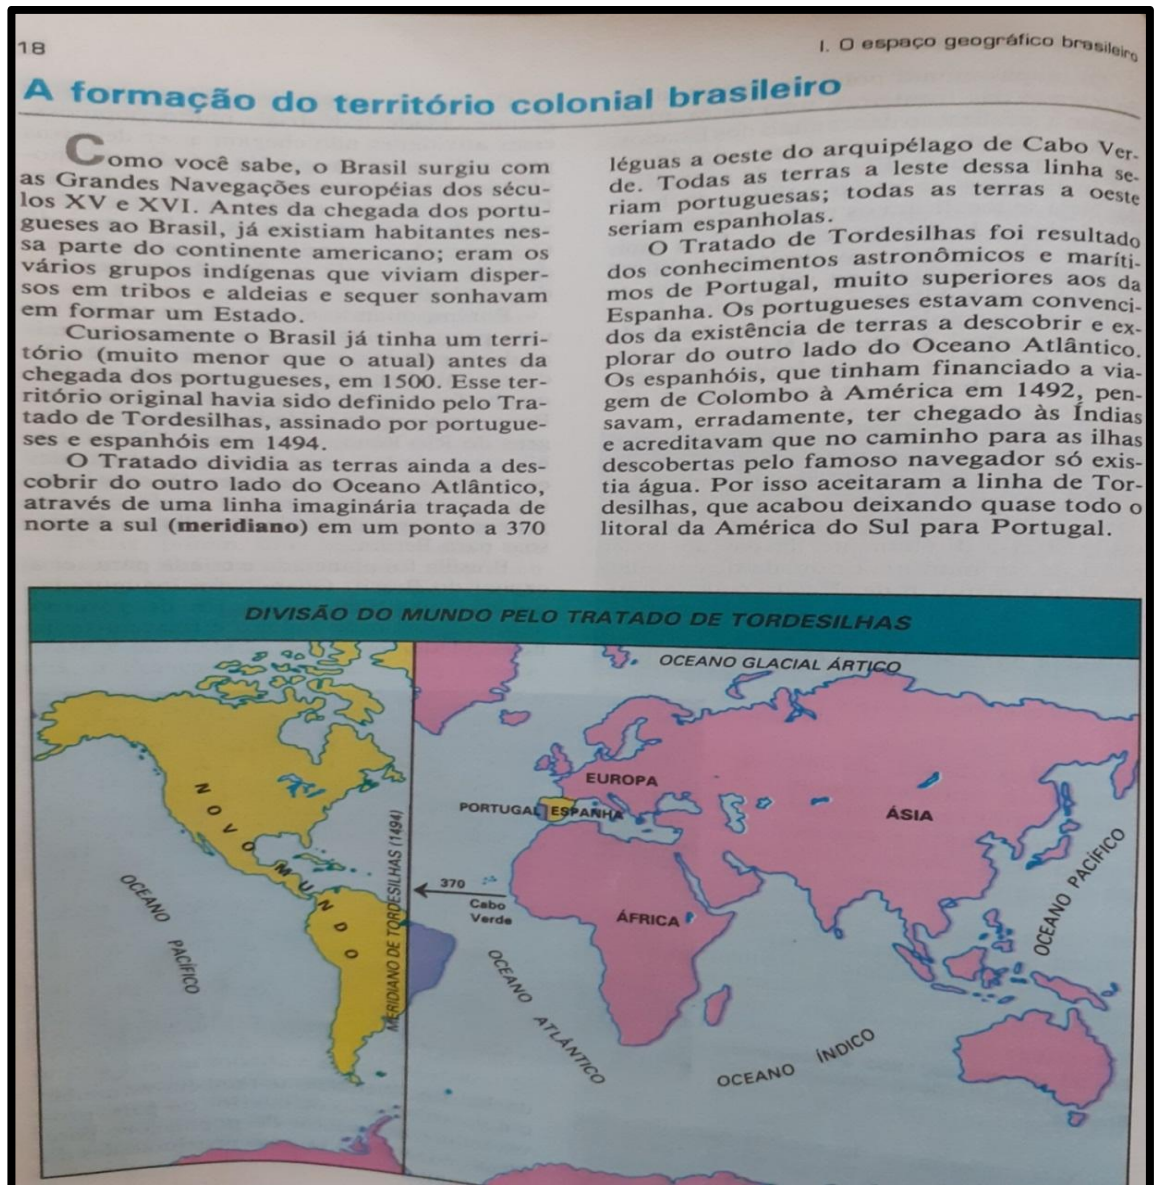 18
I. O espaço geográfico brasileiro
A formação do território colonial brasileiro
Como você sabe, o Brasil surgiu com
as Grandes Navegações européias dos sécu-
los XV e XVI. Antes da chegada dos portu-
gueses ao Brasil, já existiam habitantes nes-
sa parte do continente americano; eram os
vários grupos indígenas que viviam disper-
sos em tribos e aldeias e sequer sonhavam
em formar um Estado.
Curiosamente o Brasil já tinha um terri-
tório (muito menor que o atual) antes da
chegada dos portugueses, em 1500. Esse ter-
ritório original havia sido definido pelo Tra-
tado de Tordesilhas, assinado por portugue-
ses e espanhóis em 1494.
O Tratado dividia as terras ainda a des-
cobrir do outro lado do Oceano Atlântico,
através de uma linha imaginária traçada de
norte a sul (meridiano) em um ponto a 370
léguas a oeste do arquipélago de Cabo Ver-
de. Todas as terras a leste dessa linha se-
riam portuguesas; todas as terras a oeste
seriam espanholas.
O Tratado de Tordesilhas foi resultado
dos conhecimentos astronômicos e maríti-
mos de Portugal, muito superiores aos da
Espanha. Os portugueses estavam convenci-
dos da existência de terras a descobrir e ex-
plorar do outro lado do Oceano Atlântico.
Os espanhóis, que tinham financiado a via-
gem de Colombo à América em 1492, pen-
savam, erradamente, ter chegado às Índias
e acreditavam que no caminho para as ilhas
descobertas pelo famoso navegador só exis-
tia água. Por isso aceitaram a linha de Tor-
desilhas, que acabou deixando quase todo o
litoral da América do Sul para Portugal.
DIVISÃO DO MUNDO PELO TRATADO DE TORDESILHAS
OCEANO GLACIAL ÁRTICO
NOVO MUNDO
EUROPA
PORTUGAL
ESPANHA
ÁSIA
MERIDIANO DE TORDESILHAS (1494)
370
Cabo
Verde
ÁFRICA
OCEANO PACÍFICO
OCEANO PACÍFICO
OCEANO ATLÁNTICO
OCEANO ÍNDICO